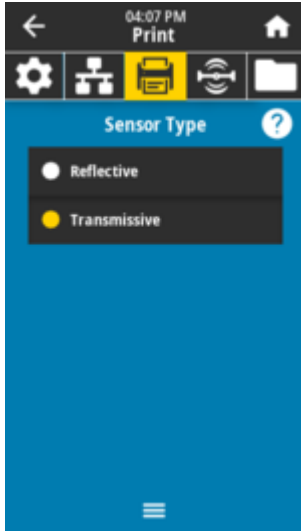 04:07 PM
Print
Sensor Type
?
Reflective
Transmissive